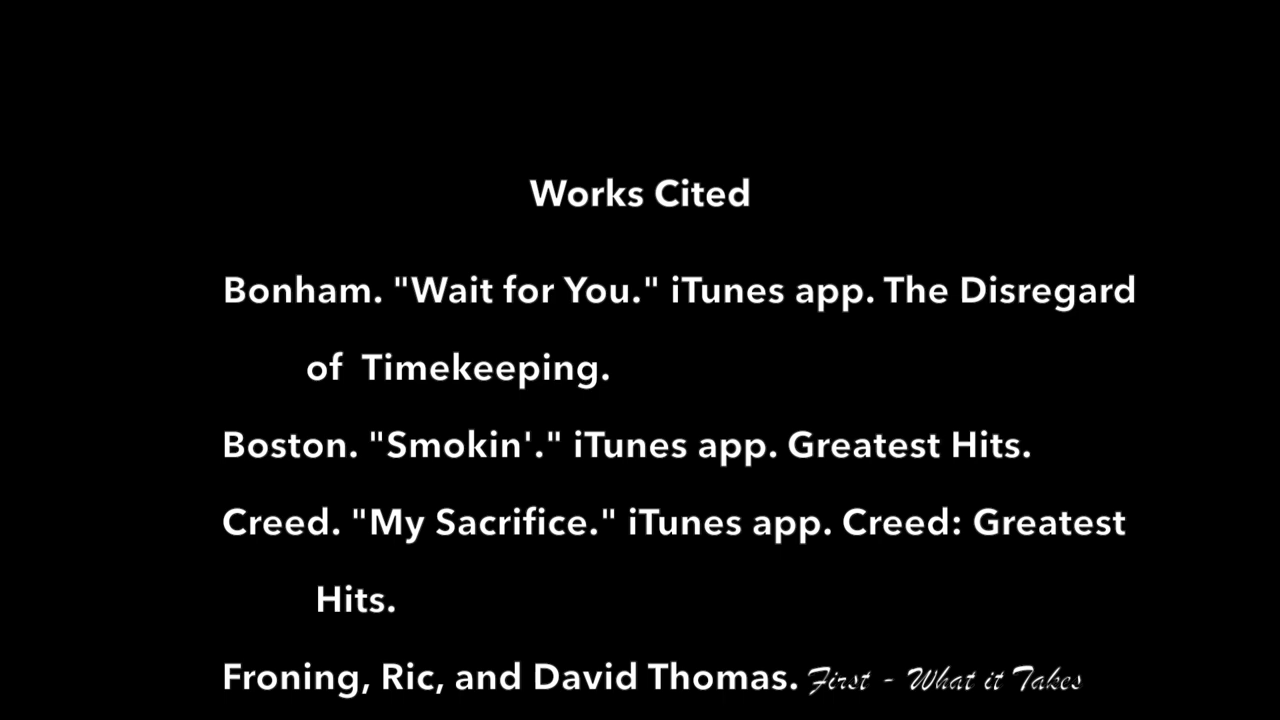 Works Cited
Bonham. "Wait for You." iTunes app. The Disregard
of  Timekeeping.
Boston. "Smokin'." iTunes app. Greatest Hits.
Creed. "My Sacrifice." iTunes app. Creed: Greatest
Hits.
Froning, Ric, and David Thomas. First - What it Takes